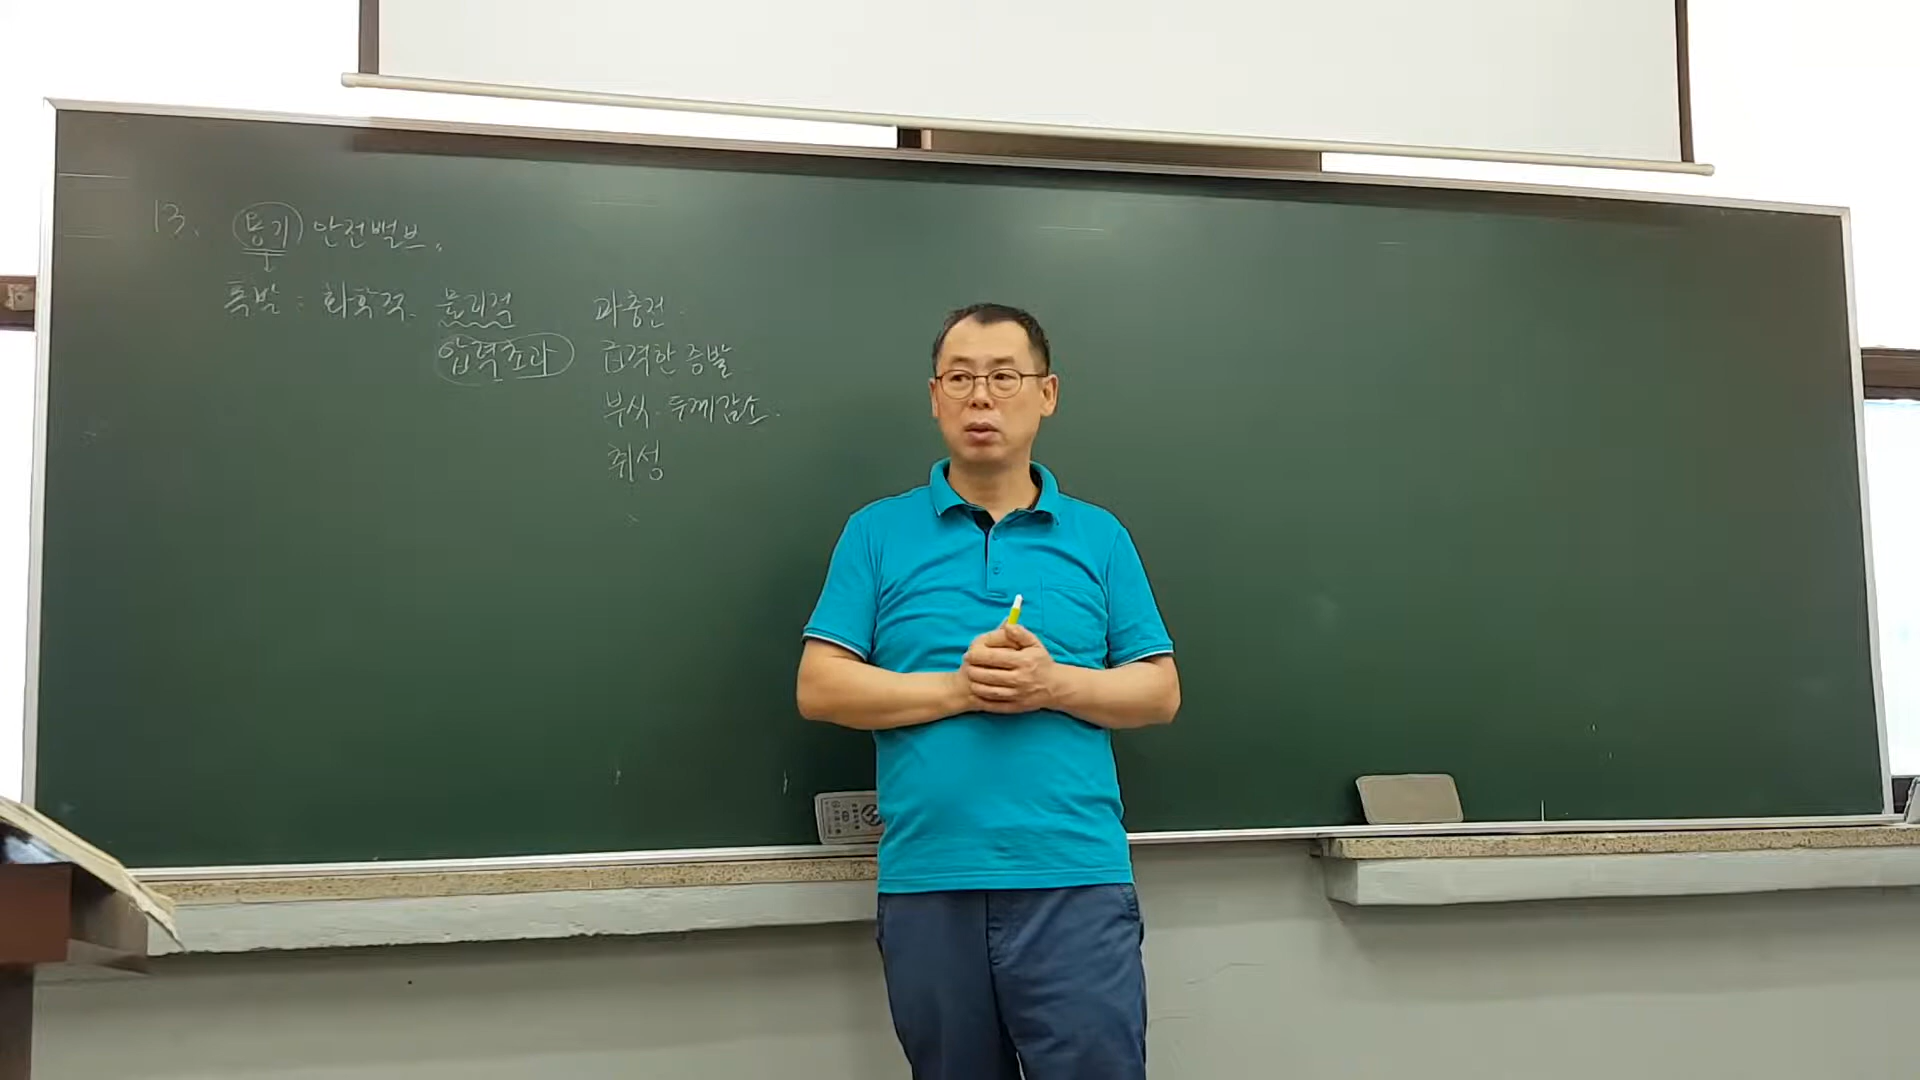 13. 용기 안전밸브.
폭발 : 화학적. 물리적 과충전.
압력초과 급격한 증발
부식. 두께감소.
취성